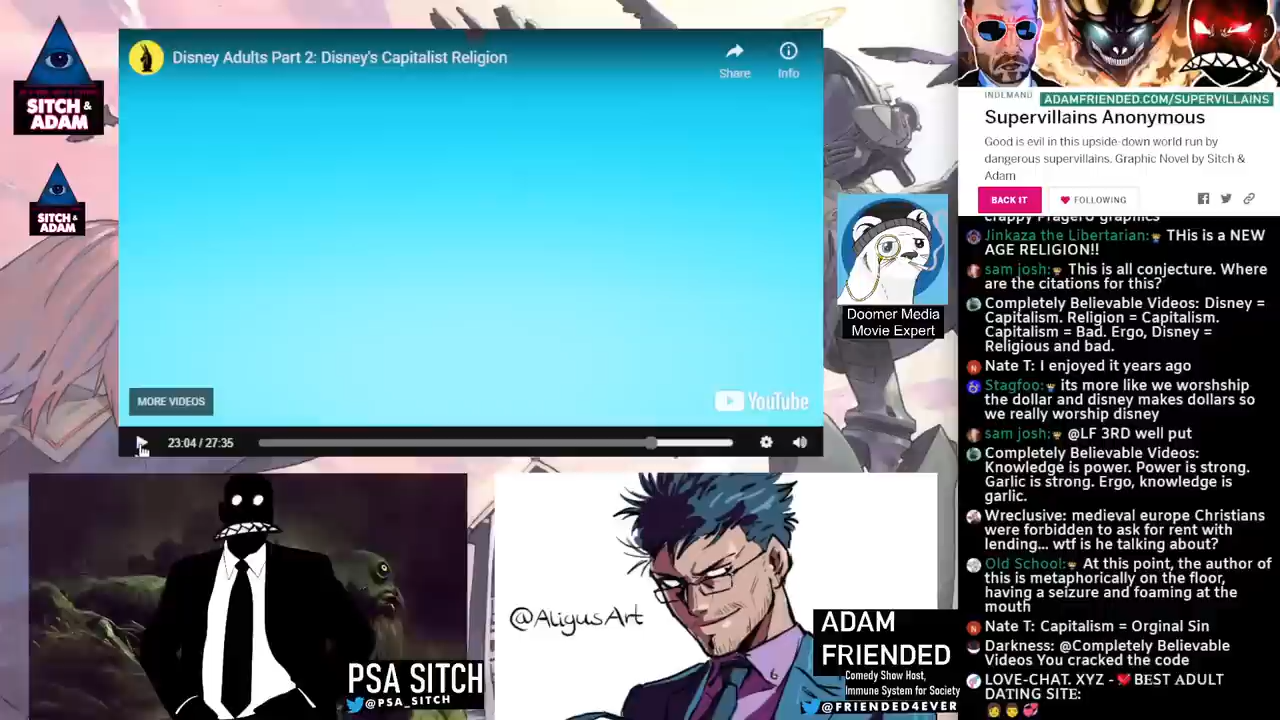 SITCH &
ADAM
SITCH &
ADAM
Disney Adults Part 2: Disney's Capitalist Religion
Share
Info
MORE VIDEOS
YouTube
23:04 / 27:35
Doomer Media
Movie Expert
@AligusArt
PSA SITCH
@PSA_SITCH
ADAM
FRIENDED
Comedy Show Host,
Immune System for Society
@FRIENDED4EVER
INDEMAND
ADAMFRIENDED.COM/SUPERVILLAINS
Supervillains Anonymous
Good is evil in this upside-down world run by
dangerous supervillains. Graphic Novel by Sitch &
Adam
BACK IT
FOLLOWING
crappy PragerU graphics
Jinkaza the Libertarian: THis is a NEW
AGE RELIGION!!
sam josh: This is all conjecture. Where
are the citations for this?
Completely Believable Videos: Disney =
Capitalism. Religion = Capitalism.
Capitalism = Bad. Ergo, Disney =
Religious and bad.
Nate T: I enjoyed it years ago
Stagfoo: its more like we worshship
the dollar and disney makes dollars so
we really worship disney
sam josh: @LF 3RD well put
Completely Believable Videos:
Knowledge is power. Power is strong.
Garlic is strong. Ergo, knowledge is
garlic.
Wreclusive: medieval europe Christians
were forbidden to ask for rent with
lending... wtf is he talking about?
Old School: At this point, the author of
this is metaphorically on the floor,
having a seizure and foaming at the
mouth
Nate T: Capitalism = Orginal Sin
Darkness: @Completely Believable
Videos You cracked the code
LOVE-CHAT. XYZ - BEST ADULT
DATING SITE: